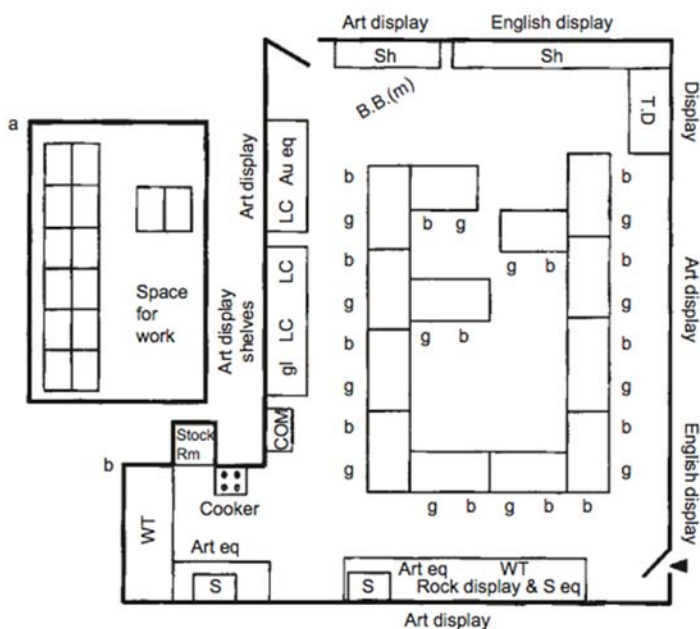 Art display English display
Sh Sh
B.B.(m)
T.D
Display
a
Art display
Au eq
LC
b b
g b g g
b g b b
LC
Art display
g g
Space
for
work
Art display
shelves
LC
g b
b b
gl
g g
COM
b b
Stock
Rm
English display
b
g g
Cooker
g b g b b
WT
Art eq
Art eq WT
S S Rock display & S eq
Art display